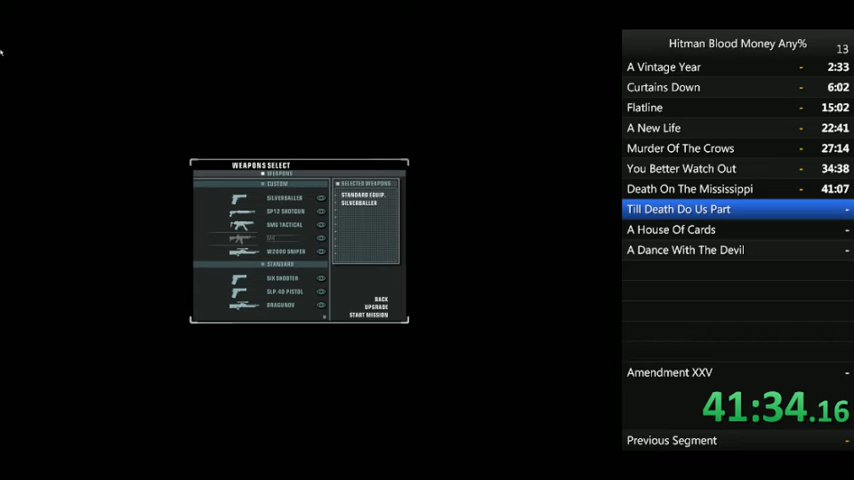 WEAPONS SELECT
WEAPONS
CUSTOM
SILVERBALLER
SP12 SHOTGUN
SMG TACTICAL
W2000 SNIPER
STANDARD
SIX SHOOTER
SLP.40 PISTOL
DRAGUNOV
SELECTED WEAPONS
STANDARD EQUIP.
SILVERBALLER
BACK
UPGRADE
START MISSION
Hitman Blood Money Any%
13
A Vintage Year - 2:33
Curtains Down - 6:02
Flatline - 15:02
A New Life - 22:41
Murder Of The Crows - 27:14
You Better Watch Out - 34:38
Death On The Mississippi - 41:07
Till Death Do Us Part -
A House Of Cards -
A Dance With The Devil -
Amendment XXV -
41:34.16
Previous Segment -